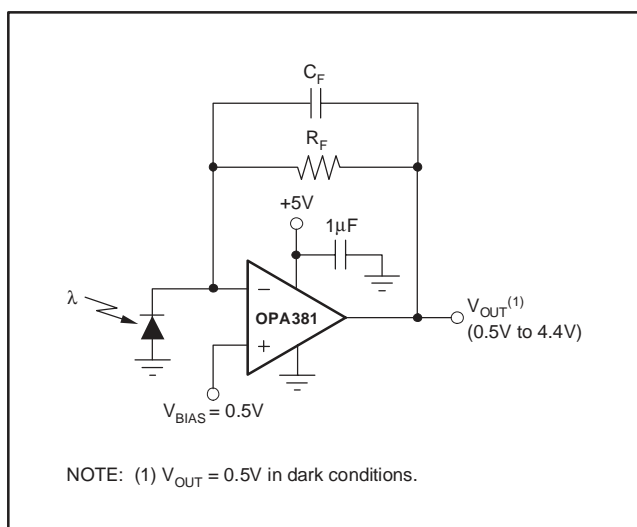 C_F
R_F
+5V
1µF
λ
−
OPA381
+
V_OUT(1)
(0.5V to 4.4V)
V_BIAS = 0.5V
NOTE: (1) V_OUT = 0.5V in dark conditions.